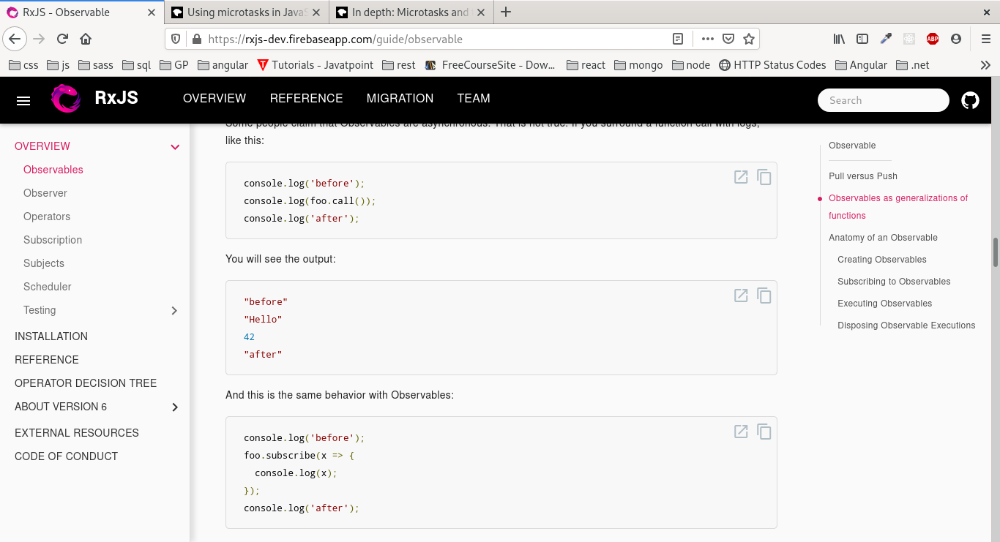 RxJS - Observable
Using microtasks in JavaS
In depth: Microtasks and
https://rxjs-dev.firebaseapp.com/guide/observable
ABP
css js sass sql GP angular Tutorials - Javatpoint rest FreeCourseSite - Dow... react mongo node HTTP Status Codes Angular .net
RxJS OVERVIEW REFERENCE MIGRATION TEAM Search
OVERVIEW
Observables
Observer
Operators
Subscription
Subjects
Scheduler
Testing
INSTALLATION
REFERENCE
OPERATOR DECISION TREE
ABOUT VERSION 6
EXTERNAL RESOURCES
CODE OF CONDUCT
Some people claim that Observables are asynchronous. That is not true. If you surround a function call with logs,
like this:
console.log('before');
console.log(foo.call());
console.log('after');
You will see the output:
"before"
"Hello"
42
"after"
And this is the same behavior with Observables:
console.log('before');
foo.subscribe(x => {
  console.log(x);
});
console.log('after');
Observable
Pull versus Push
Observables as generalizations of
functions
Anatomy of an Observable
Creating Observables
Subscribing to Observables
Executing Observables
Disposing Observable Executions